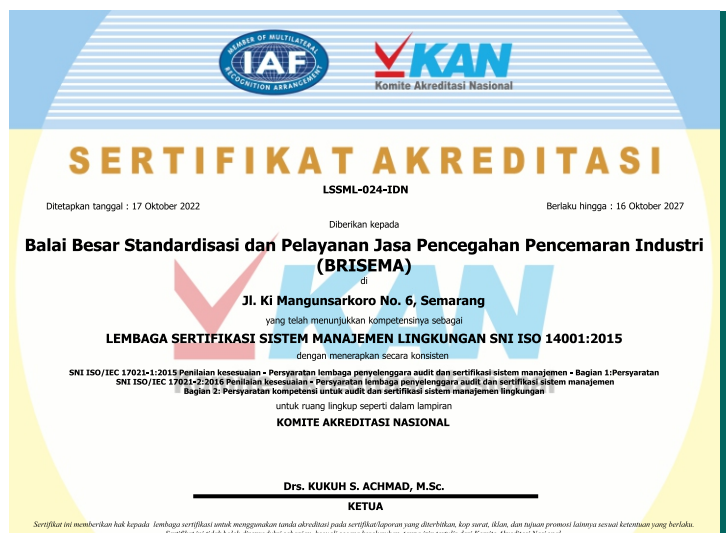 MEMBER OF MULTILATERAL
IAF
RECOGNITION ARRANGEMENT
KAN
Komite Akreditasi Nasional
SERTIFIKAT AKREDITASI
LSSML-024-IDN
Ditetapkan tanggal : 17 Oktober 2022
Berlaku hingga : 16 Oktober 2027
Diberikan kepada
Balai Besar Standardisasi dan Pelayanan Jasa Pencegahan Pencemaran Industri
(BRISEMA)
di
Jl. Ki Mangunsarkoro No. 6, Semarang
yang telah menunjukkan kompetensinya sebagai
LEMBAGA SERTIFIKASI SISTEM MANAJEMEN LINGKUNGAN SNI ISO 14001:2015
dengan menerapkan secara konsisten
SNI ISO/IEC 17021-1:2015 Penilaian kesesuaian - Persyaratan lembaga penyelenggara audit dan sertifikasi sistem manajemen - Bagian 1:Persyaratan
SNI ISO/IEC 17021-2:2016 Penilaian kesesuaian - Persyaratan lembaga penyelenggara audit dan sertifikasi sistem manajemen
Bagian 2: Persyaratan kompetensi untuk audit dan sertifikasi sistem manajemen lingkungan
untuk ruang lingkup seperti dalam lampiran
KOMITE AKREDITASI NASIONAL
Drs. KUKUH S. ACHMAD, M.Sc.
KETUA
Sertifikat ini memberikan hak kepada lembaga sertifikasi untuk menggunakan tanda akreditasi pada sertifikat/laporan yang diterbitkan, kop surat, iklan, dan tujuan promosi lainnya sesuai ketentuan yang berlaku.